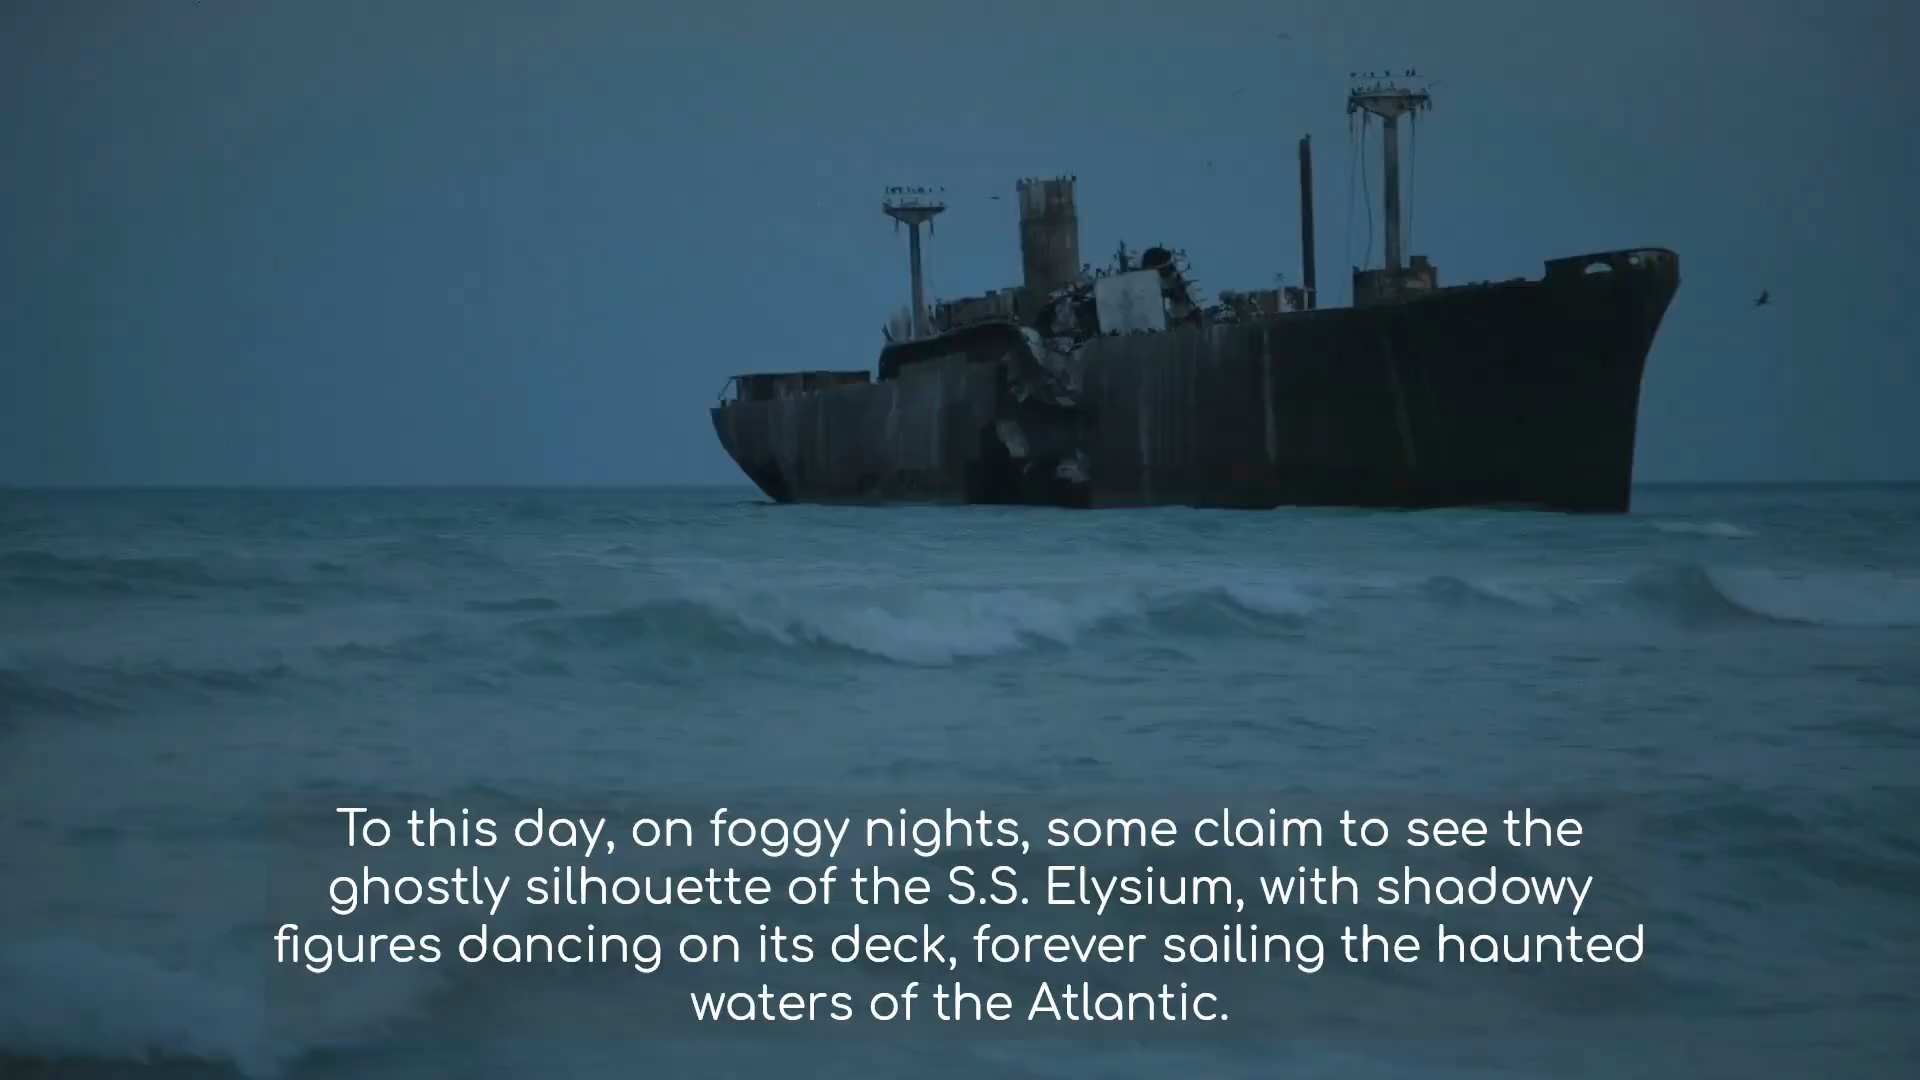 To this day, on foggy nights, some claim to see the
ghostly silhouette of the S.S. Elysium, with shadowy
figures dancing on its deck, forever sailing the haunted
waters of the Atlantic.